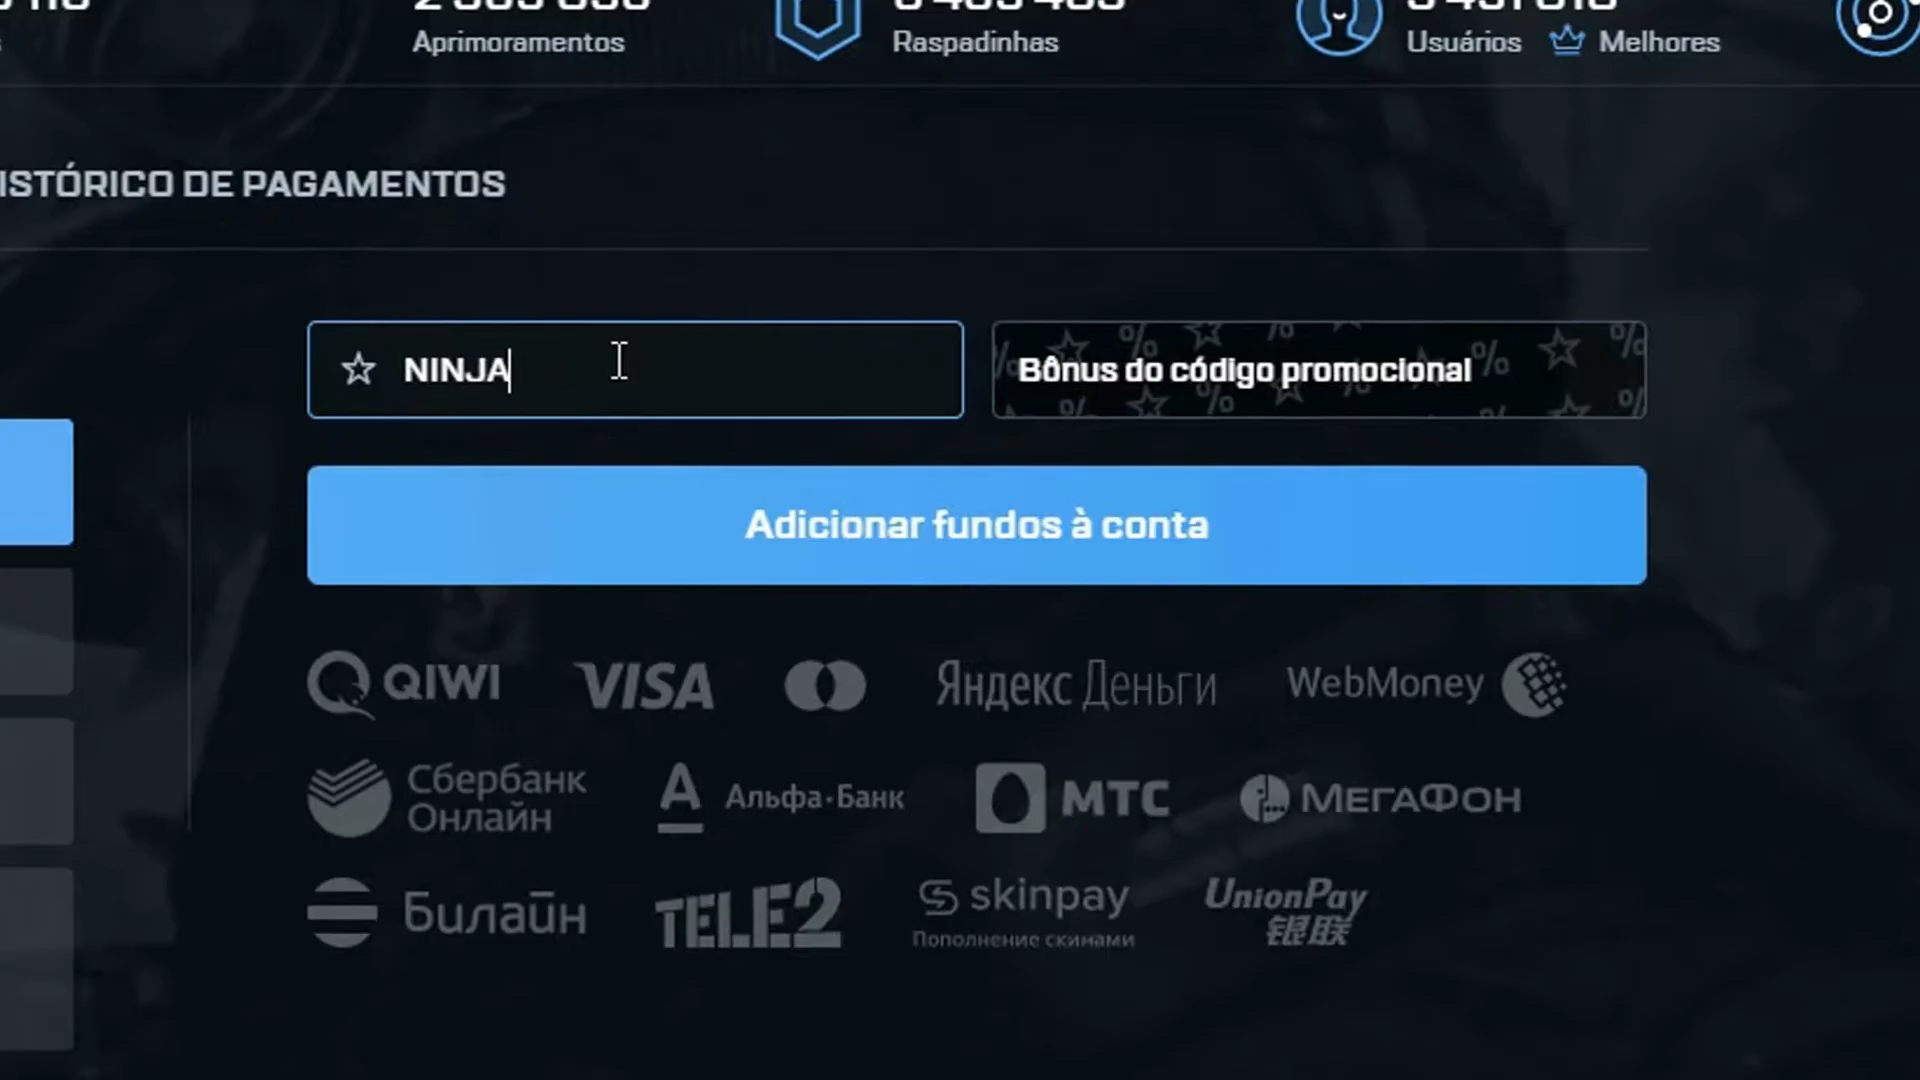 Aprimoramentos
Raspadinhas
Usuários Melhores
ISTÓRICO DE PAGAMENTOS
NINJA
Bônus do código promocional
Adicionar fundos à conta
QIWI VISA Яндекс Деньги WebMoney
Сбербанк
Онлайн
Альфа·Банк МТС МЕГАФОН
Билайн TELE2
skinpay
Пополнение скинами
UnionPay
银联